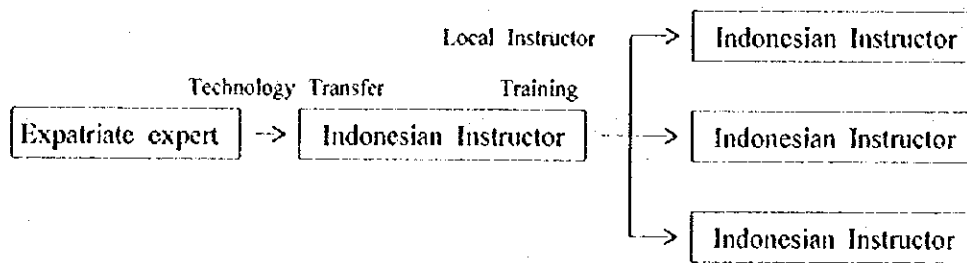 Local Instructor
Indonesian Instructor
Technology Transfer
Training
Expatriate expert
Indonesian Instructor
Indonesian Instructor
Indonesian Instructor